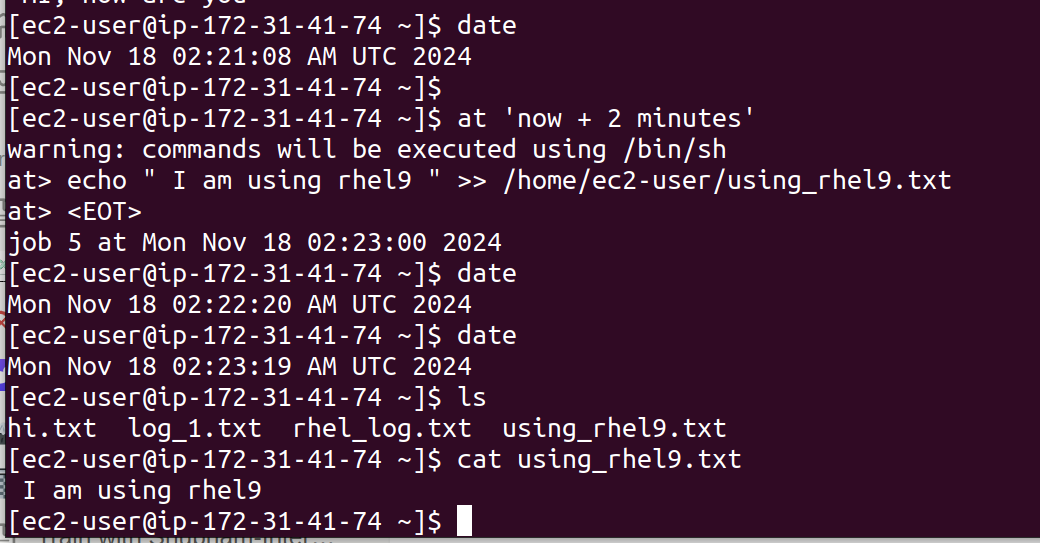 [ec2-user@ip-172-31-41-74 ~]$ date
Mon Nov 18 02:21:08 AM UTC 2024
[ec2-user@ip-172-31-41-74 ~]$
[ec2-user@ip-172-31-41-74 ~]$ at 'now + 2 minutes'
warning: commands will be executed using /bin/sh
at> echo " I am using rhel9 " >> /home/ec2-user/using_rhel9.txt
at> <EOT>
job 5 at Mon Nov 18 02:23:00 2024
[ec2-user@ip-172-31-41-74 ~]$ date
Mon Nov 18 02:22:20 AM UTC 2024
[ec2-user@ip-172-31-41-74 ~]$ date
Mon Nov 18 02:23:19 AM UTC 2024
[ec2-user@ip-172-31-41-74 ~]$ ls
hi.txt  log_1.txt  rhel_log.txt  using_rhel9.txt
[ec2-user@ip-172-31-41-74 ~]$ cat using_rhel9.txt
 I am using rhel9
[ec2-user@ip-172-31-41-74 ~]$